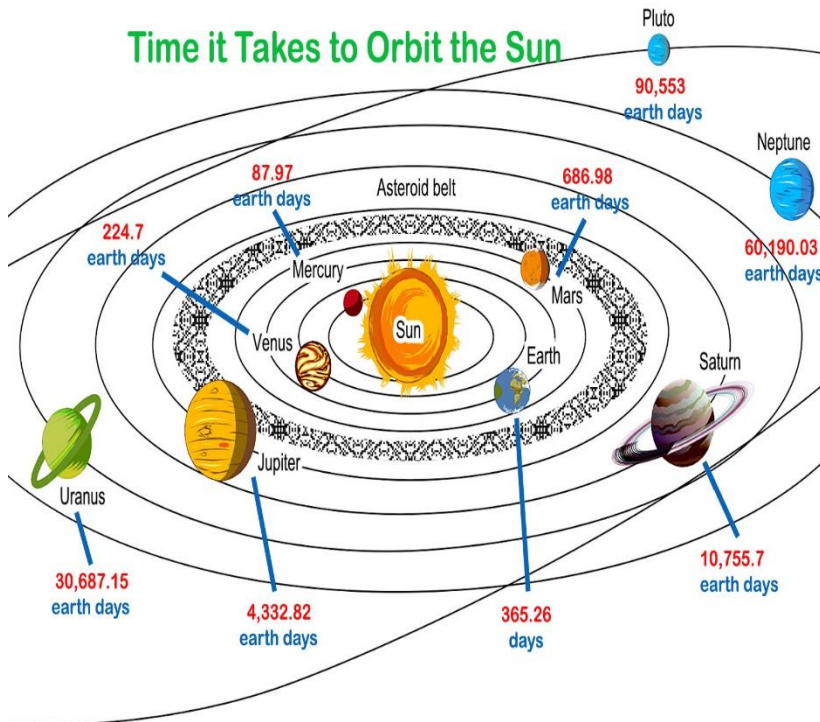 Time it Takes to Orbit the Sun
Pluto
90,553
earth days
Neptune
60,190.03
earth days
87.97
earth days
Asteroid belt
686.98
earth days
224.7
earth days
Mercury
Mars
Sun
Venus
Earth
Saturn
Jupiter
Uranus
10,755.7
earth days
30,687.15
earth days
4,332.82
earth days
365.26
days